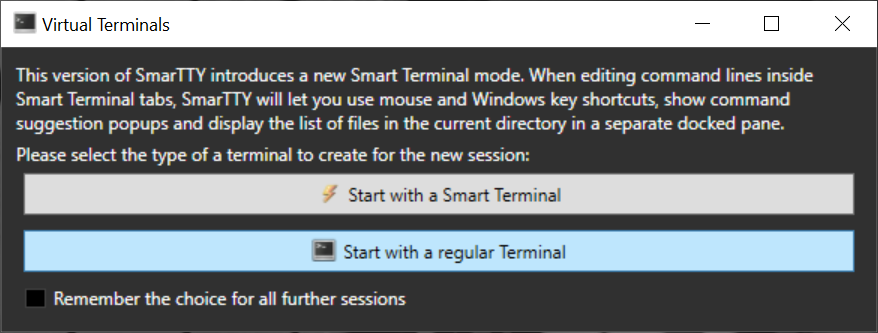 Virtual Terminals
This version of SmarTTY introduces a new Smart Terminal mode. When editing command lines inside
Smart Terminal tabs, SmarTTY will let you use mouse and Windows key shortcuts, show command
suggestion popups and display the list of files in the current directory in a separate docked pane.
Please select the type of a terminal to create for the new session:
Start with a Smart Terminal
Start with a regular Terminal
Remember the choice for all further sessions